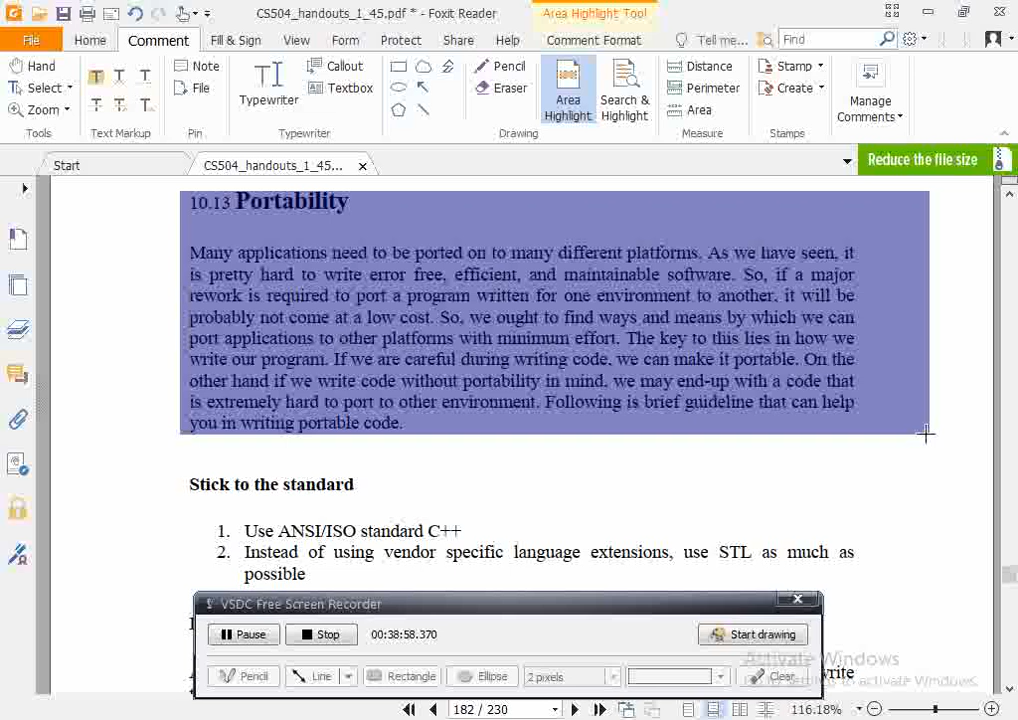 CS504_handouts_1_45.pdf * - Foxit Reader
Area Highlight Tool
File Home Comment Fill & Sign View Form Protect Share Help Comment Format Tell me... Find
Hand Note Callout Pencil Distance Stamp
Select File Textbox Eraser Perimeter Create
Zoom Typewriter Area Highlight Search & Highlight Area Manage Comments
Tools Text Markup Pin Typewriter Drawing Measure Stamps
Start CS504_handouts_1_45... Reduce the file size
10.13 Portability
Many applications need to be ported on to many different platforms. As we have seen, it
is pretty hard to write error free, efficient, and maintainable software. So, if a major
rework is required to port a program written for one environment to another, it will be
probably not come at a low cost. So, we ought to find ways and means by which we can
port applications to other platforms with minimum effort. The key to this lies in how we
write our program. If we are careful during writing code, we can make it portable. On the
other hand if we write code without portability in mind, we may end-up with a code that
is extremely hard to port to other environment. Following is brief guideline that can help
you in writing portable code.
Stick to the standard
1. Use ANSI/ISO standard C++
2. Instead of using vendor specific language extensions, use STL as much as
possible
VSDC Free Screen Recorder
Pause Stop 00:38:58.370 Start drawing
Activate Windows
write
Pencil Line Rectangle Ellipse 2 pixels Clear
Go to Settings to activate Windows.
182 / 230 116.18%